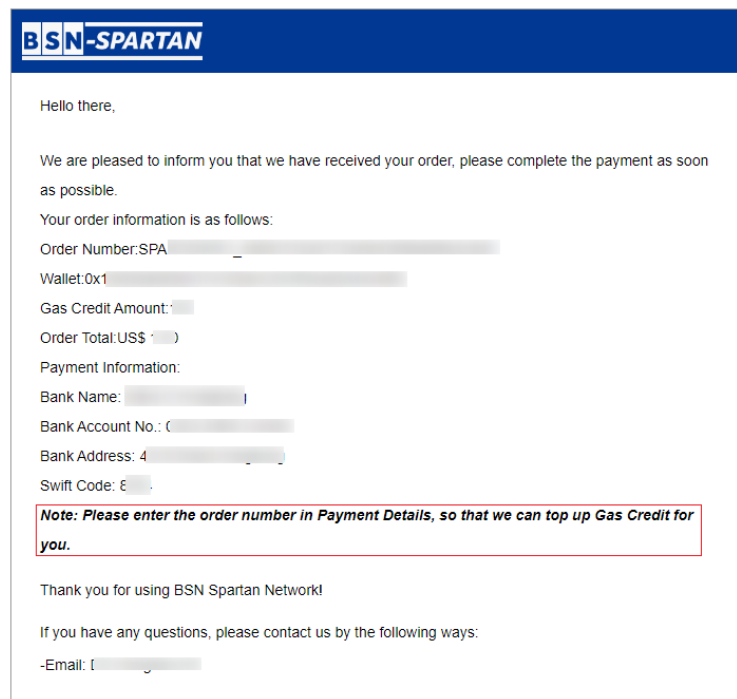 BSN-SPARTAN
Hello there,
We are pleased to inform you that we have received your order, please complete the payment as soon
as possible.
Your order information is as follows:
Order Number:SPA
Wallet:0x1
Gas Credit Amount:
Order Total:US$
Payment Information:
Bank Name:
Bank Account No.:
Bank Address: 4
Swift Code:
Note: Please enter the order number in Payment Details, so that we can top up Gas Credit for
you.
Thank you for using BSN Spartan Network!
If you have any questions, please contact us by the following ways:
-Email: